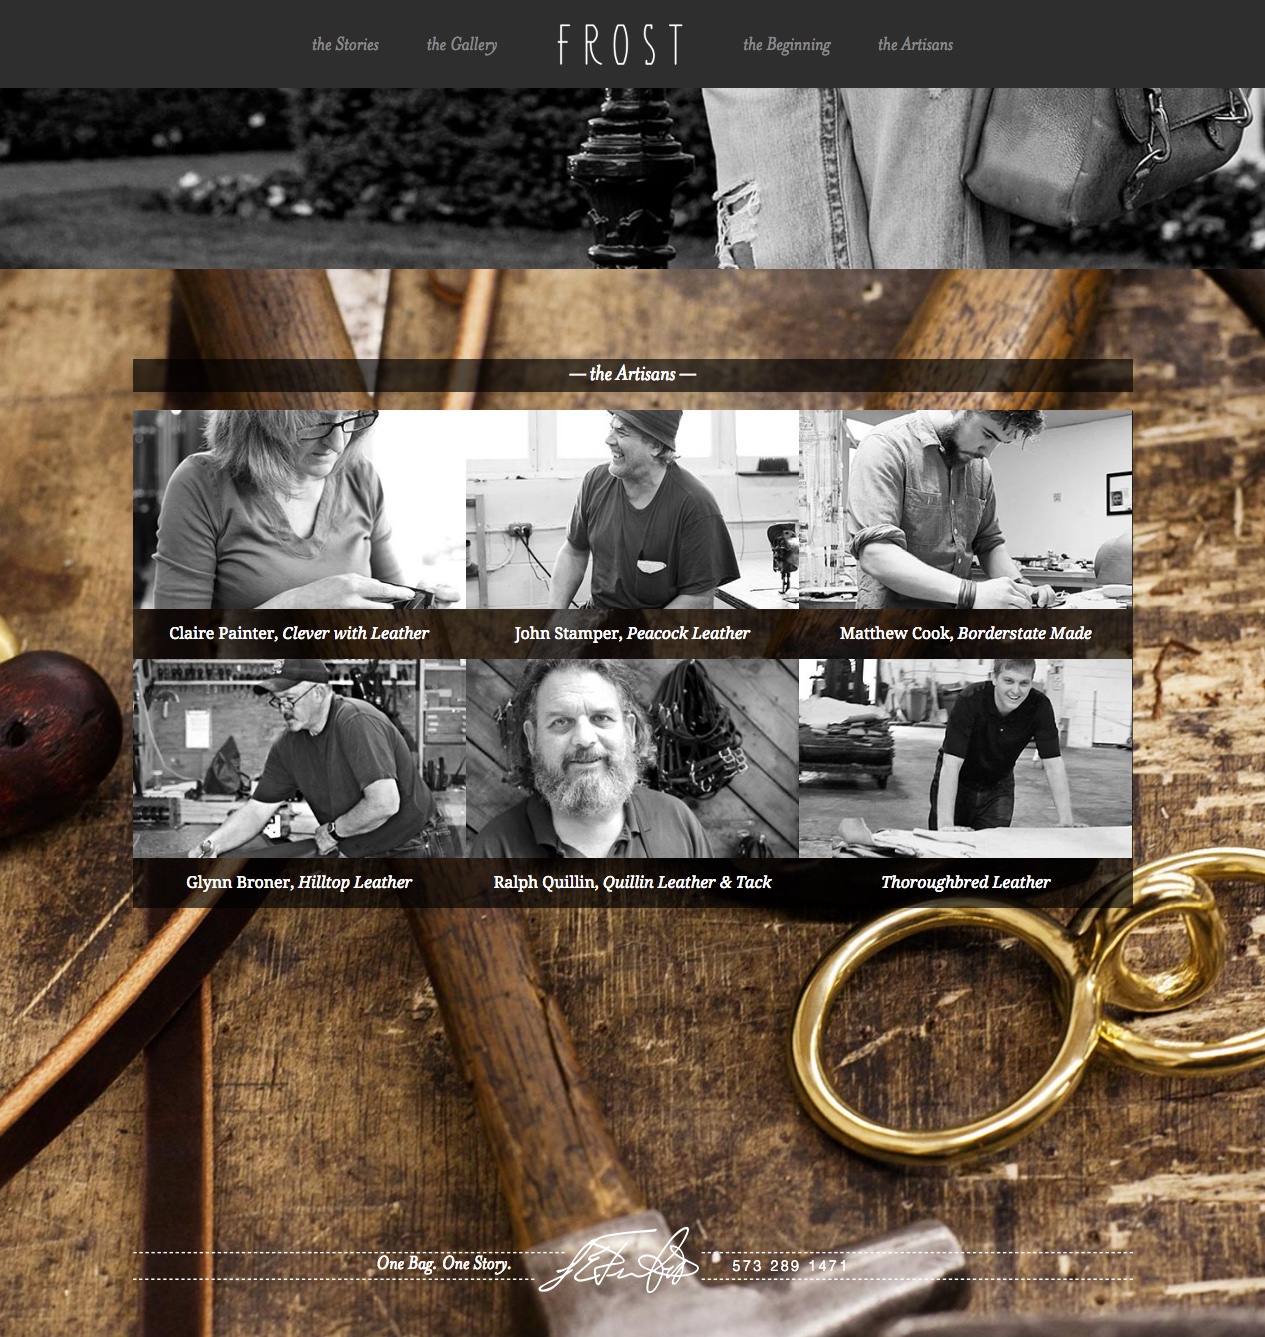 the Stories
the Gallery
FROST
the Beginning
the Artisans
— the Artisans —
Claire Painter, Clever with Leather
John Stamper, Peacock Leather
Matthew Cook, Borderstate Made
Glynn Broner, Hilltop Leather
Ralph Quillin, Quillin Leather & Tack
Thoroughbred Leather
One Bag. One Story.
573 289 1471